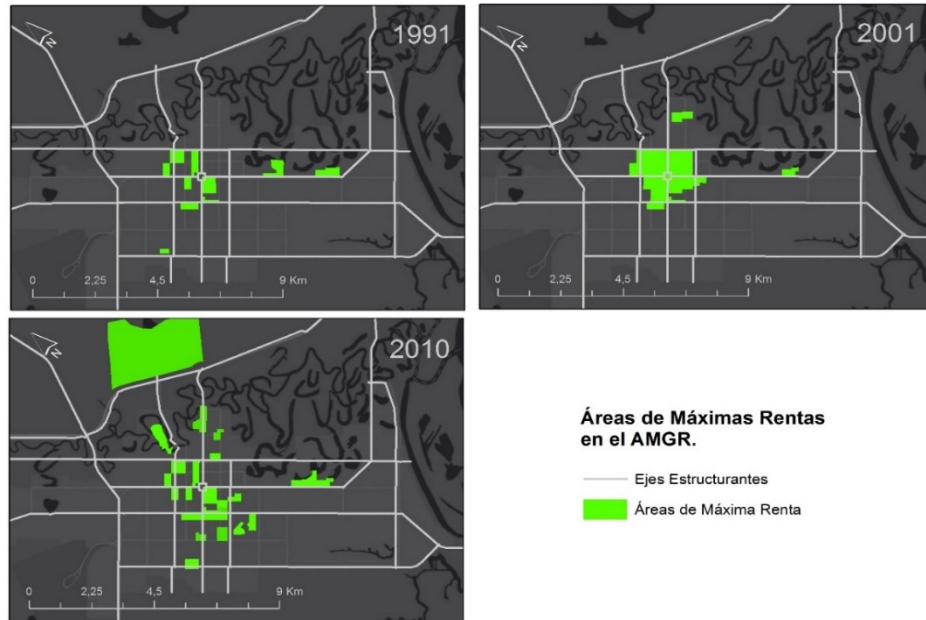 1991
N
0 2,25 4,5 9 Km
2001
N
0 2,25 4,5 9 Km
2010
N
0 2,25 4,5 9 Km
Áreas de Máximas Rentas
en el AMGR.
Ejes Estructurantes
Áreas de Máxima Renta